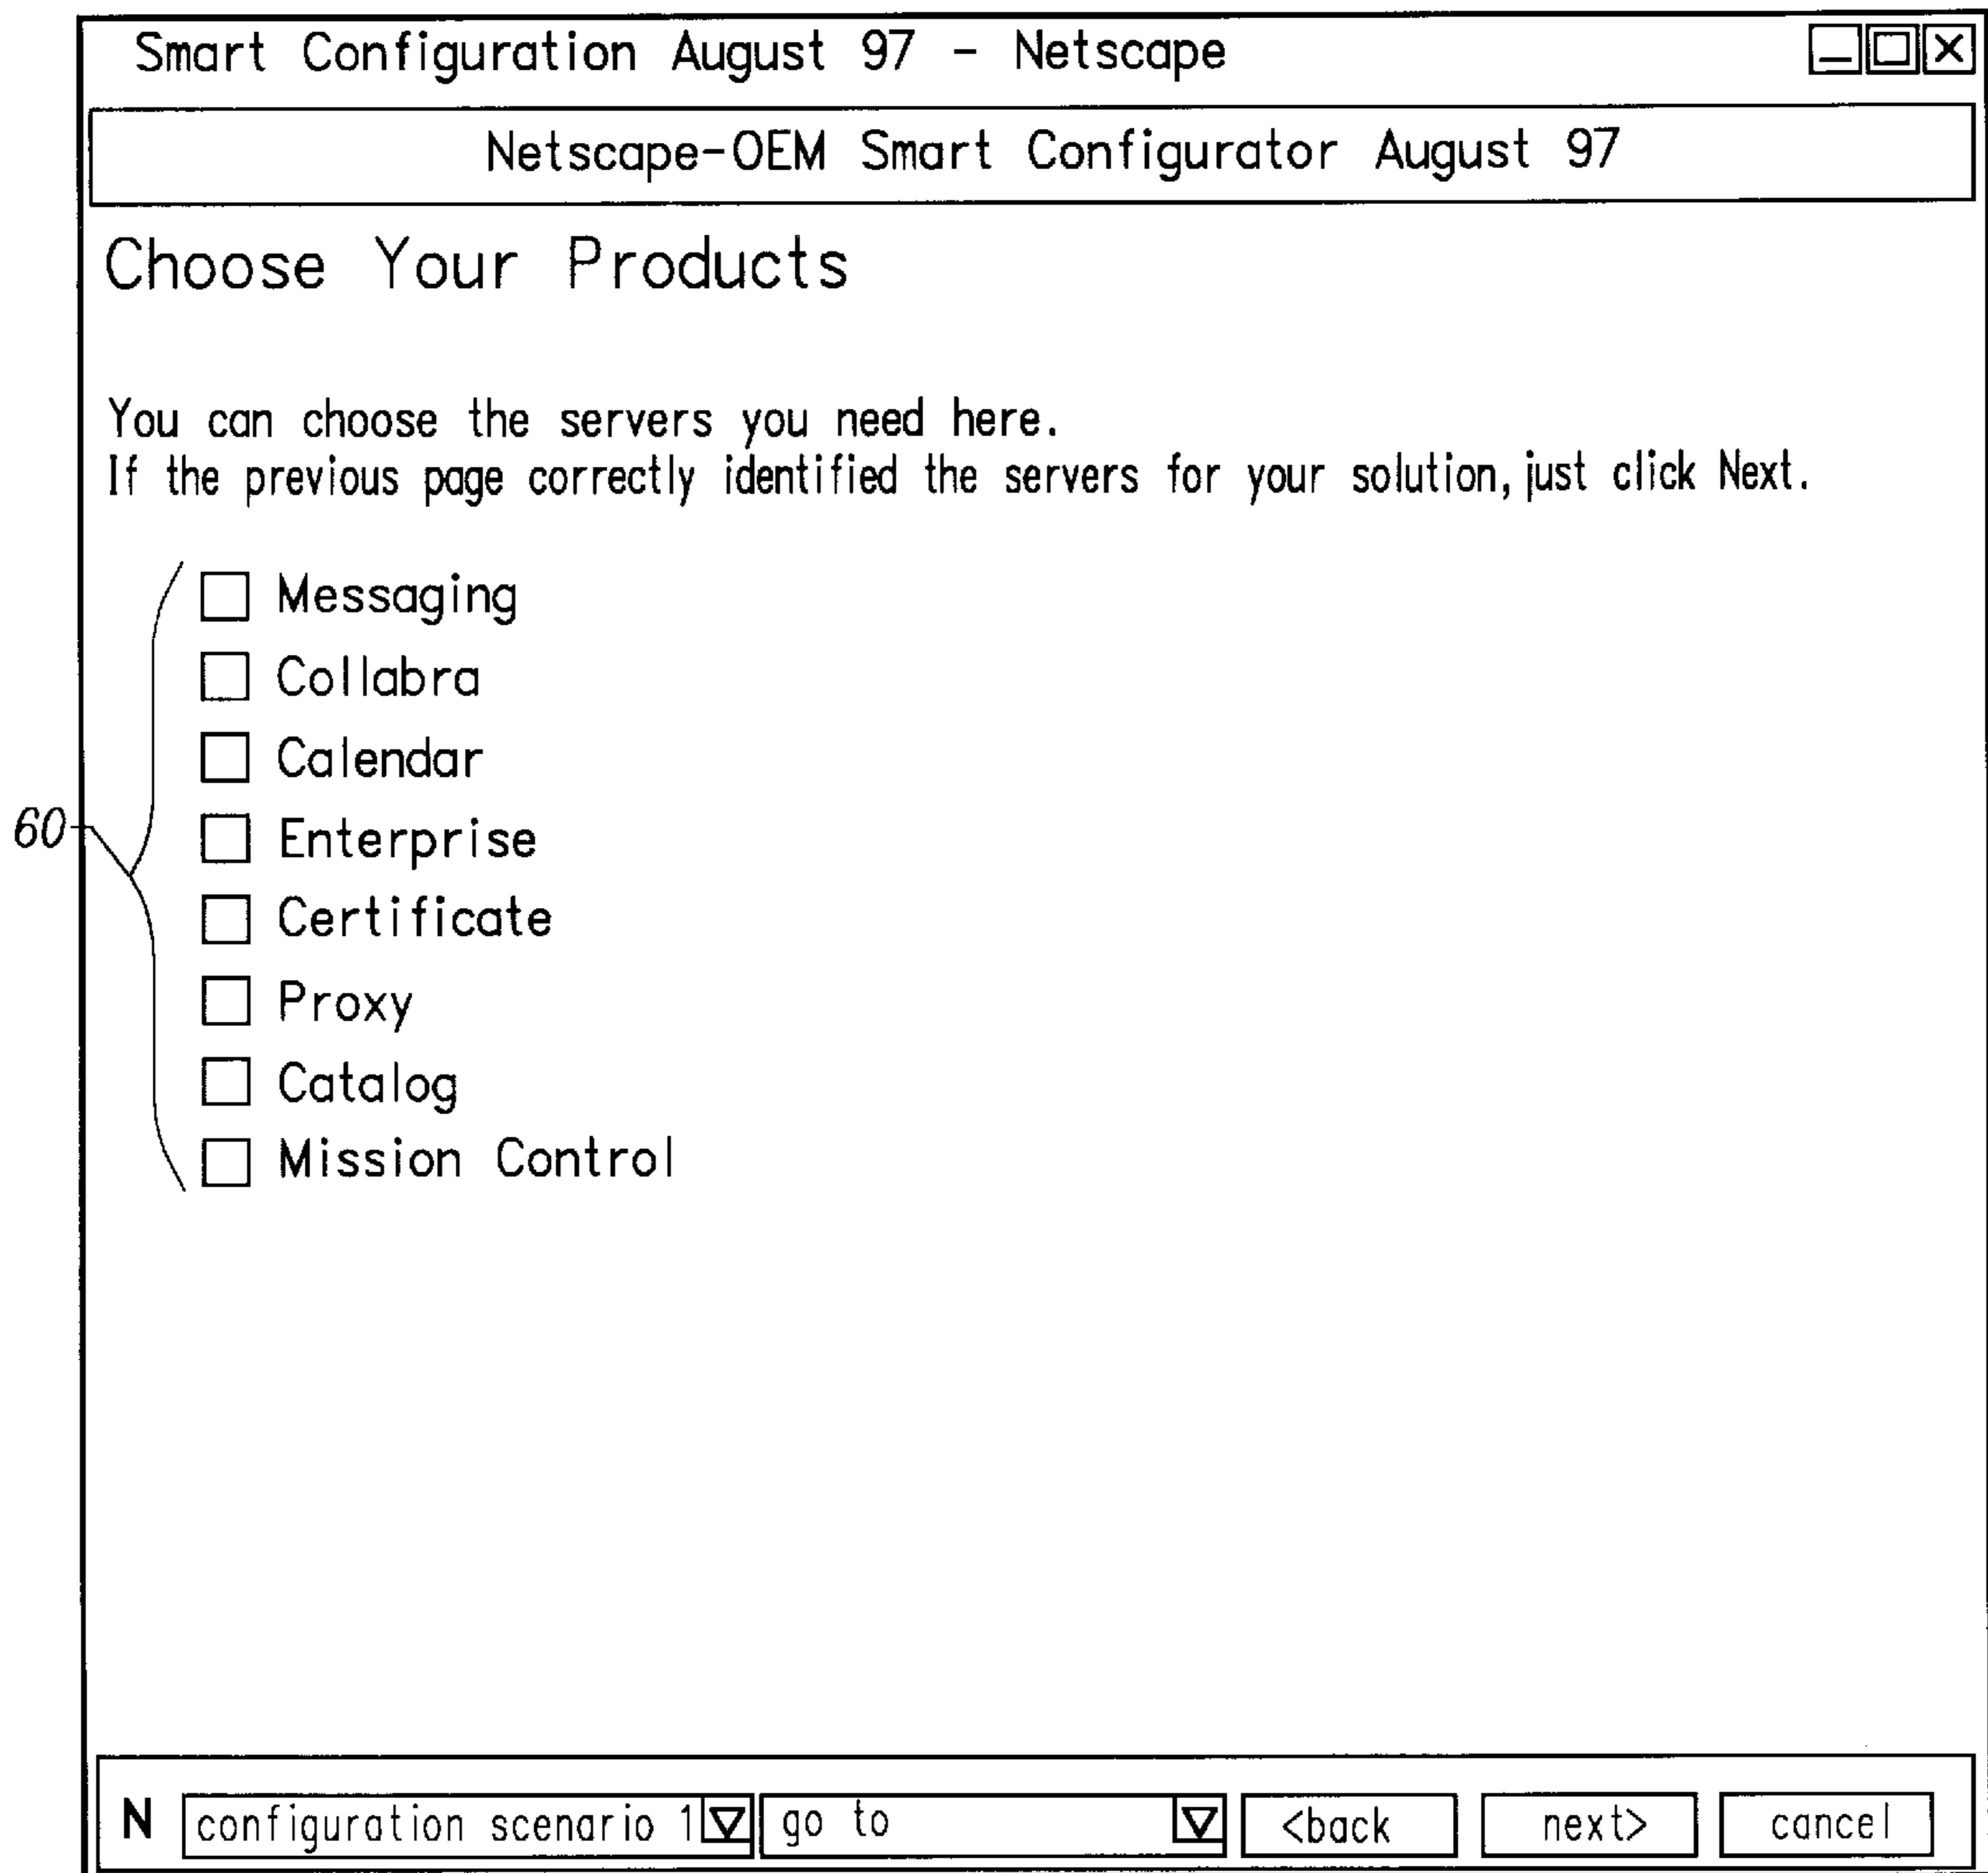 Smart Configuration August 97 - Netscape
Netscape-OEM Smart Configurator August 97
Choose Your Products
You can choose the servers you need here.
If the previous page correctly identified the servers for your solution, just click Next.
Messaging
Collabra
Calendar
60
Enterprise
Certificate
Proxy
Catalog
Mission Control
N configuration scenario 1 go to <back next> cancel